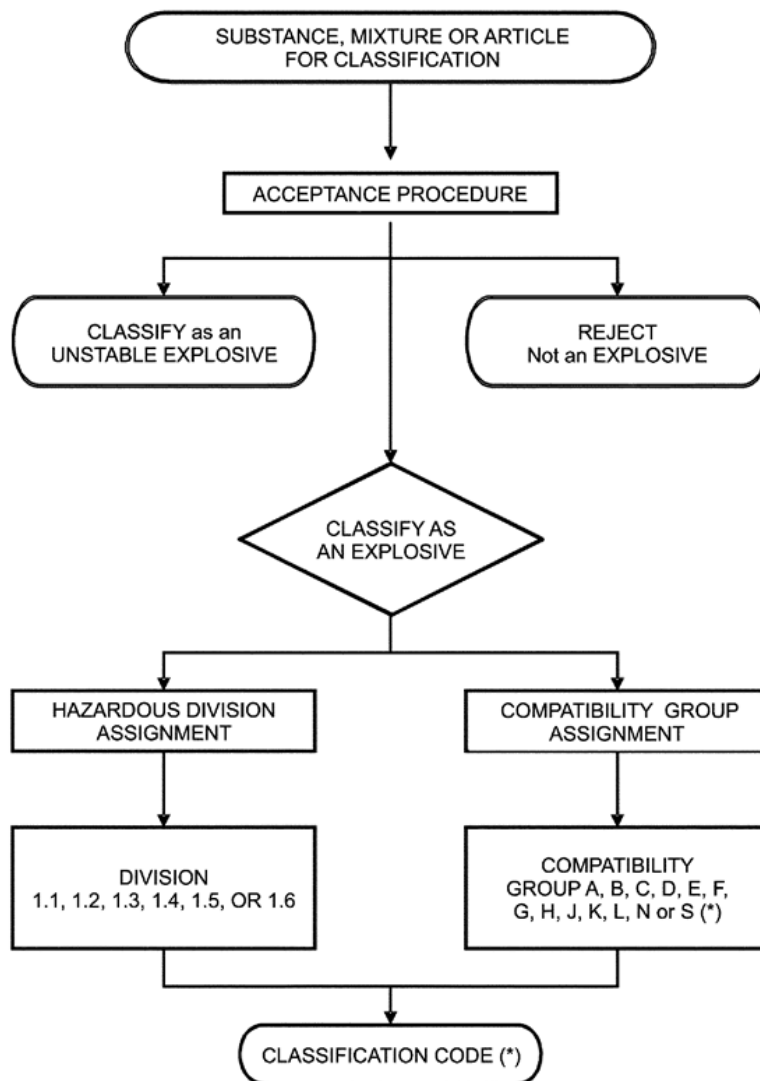 SUBSTANCE, MIXTURE OR ARTICLE
FOR CLASSIFICATION
ACCEPTANCE PROCEDURE
CLASSIFY as an
UNSTABLE EXPLOSIVE
REJECT
Not an EXPLOSIVE
CLASSIFY AS
AN EXPLOSIVE
HAZARDOUS DIVISION
ASSIGNMENT
COMPATIBILITY GROUP
ASSIGNMENT
DIVISION
1.1, 1.2, 1.3, 1.4, 1.5, OR 1.6
COMPATIBILITY
GROUP A, B, C, D, E, F,
G, H, J, K, L, N or S (*)
CLASSIFICATION CODE (*)